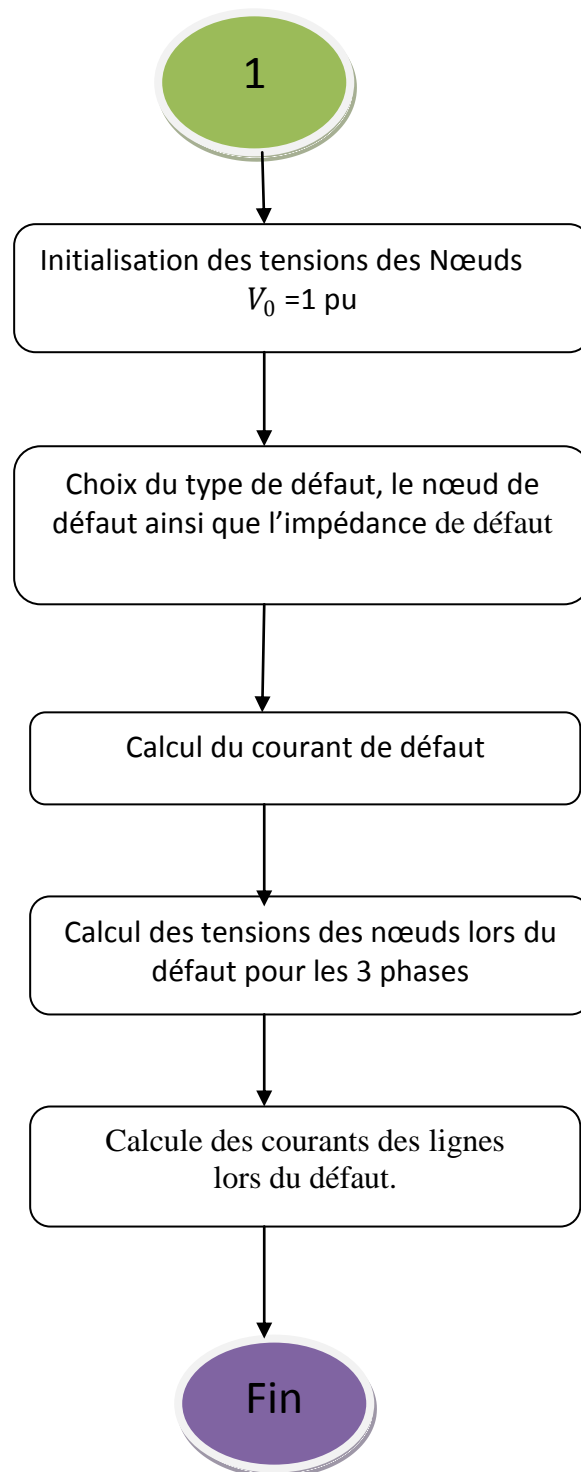 1
Initialisation des tensions des Nœuds
V₀ =1 pu
Choix du type de défaut, le nœud de
défaut ainsi que l’impédance de défaut
Calcul du courant de défaut
Calcul des tensions des nœuds lors du
défaut pour les 3 phases
Calcule des courants des lignes
lors du défaut.
Fin